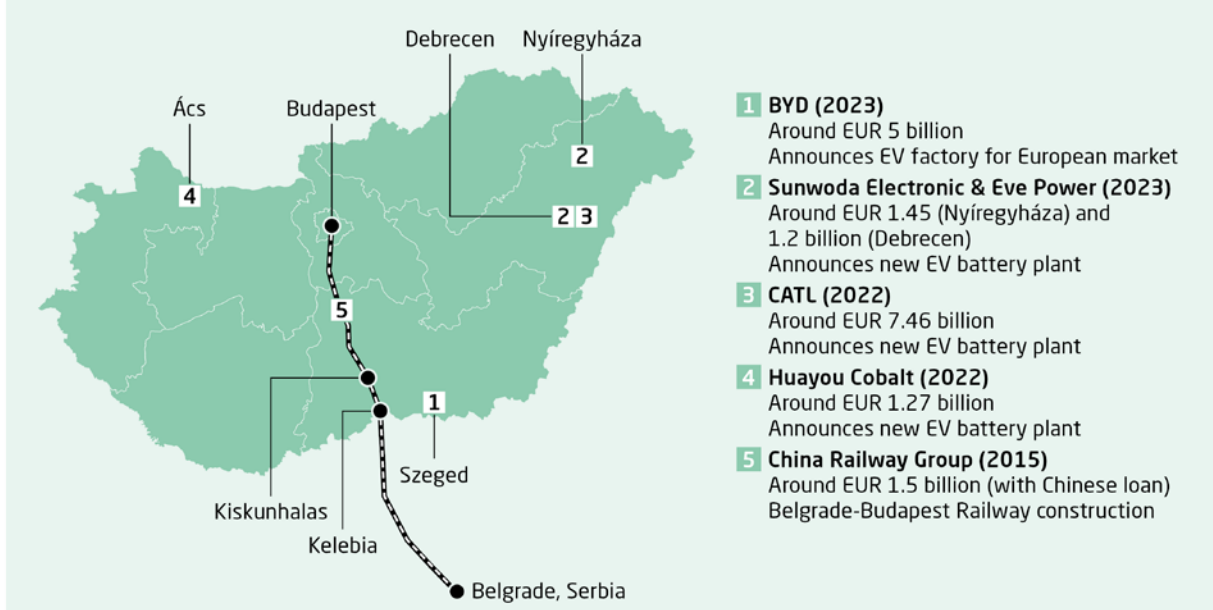 Debrecen
Nyíregyháza
Ács
Budapest
2
4
2 3
5
1
Szeged
Kiskunhalas
Kelebia
Belgrade, Serbia
1 BYD (2023)
Around EUR 5 billion
Announces EV factory for European market
2 Sunwoda Electronic & Eve Power (2023)
Around EUR 1.45 (Nyíregyháza) and
1.2 billion (Debrecen)
Announces new EV battery plant
3 CATL (2022)
Around EUR 7.46 billion
Announces new EV battery plant
4 Huayou Cobalt (2022)
Around EUR 1.27 billion
Announces new EV battery plant
5 China Railway Group (2015)
Around EUR 1.5 billion (with Chinese loan)
Belgrade-Budapest Railway construction